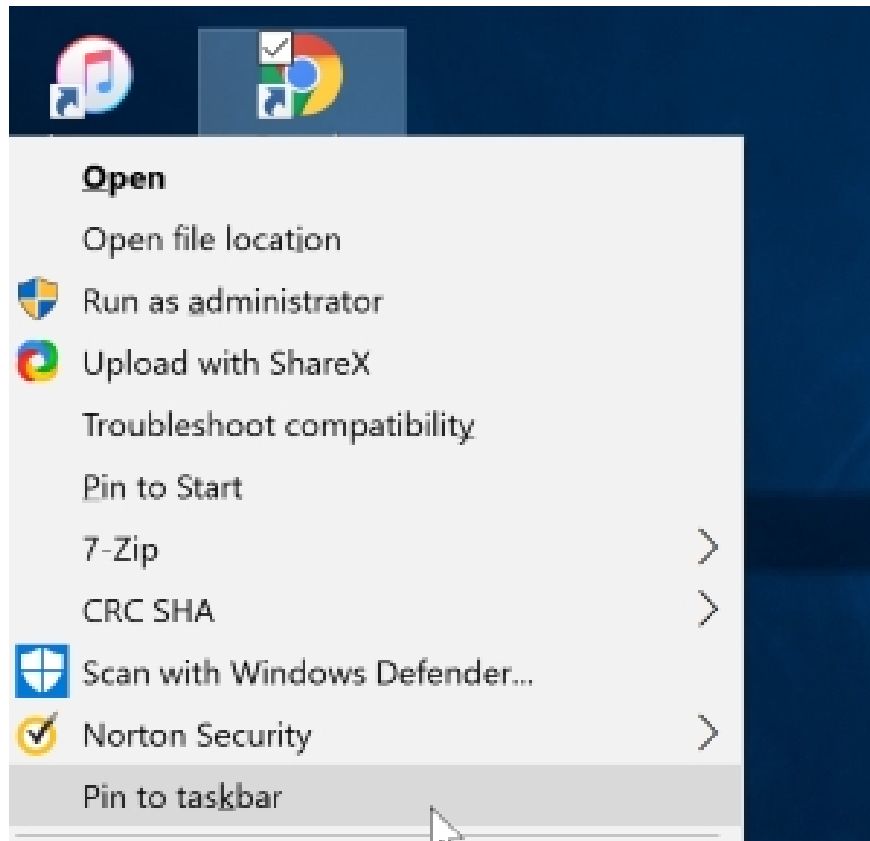 Open
Open file location
Run as administrator
Upload with ShareX
Troubleshoot compatibility
Pin to Start
7-Zip
CRC SHA
Scan with Windows Defender...
Norton Security
Pin to taskbar